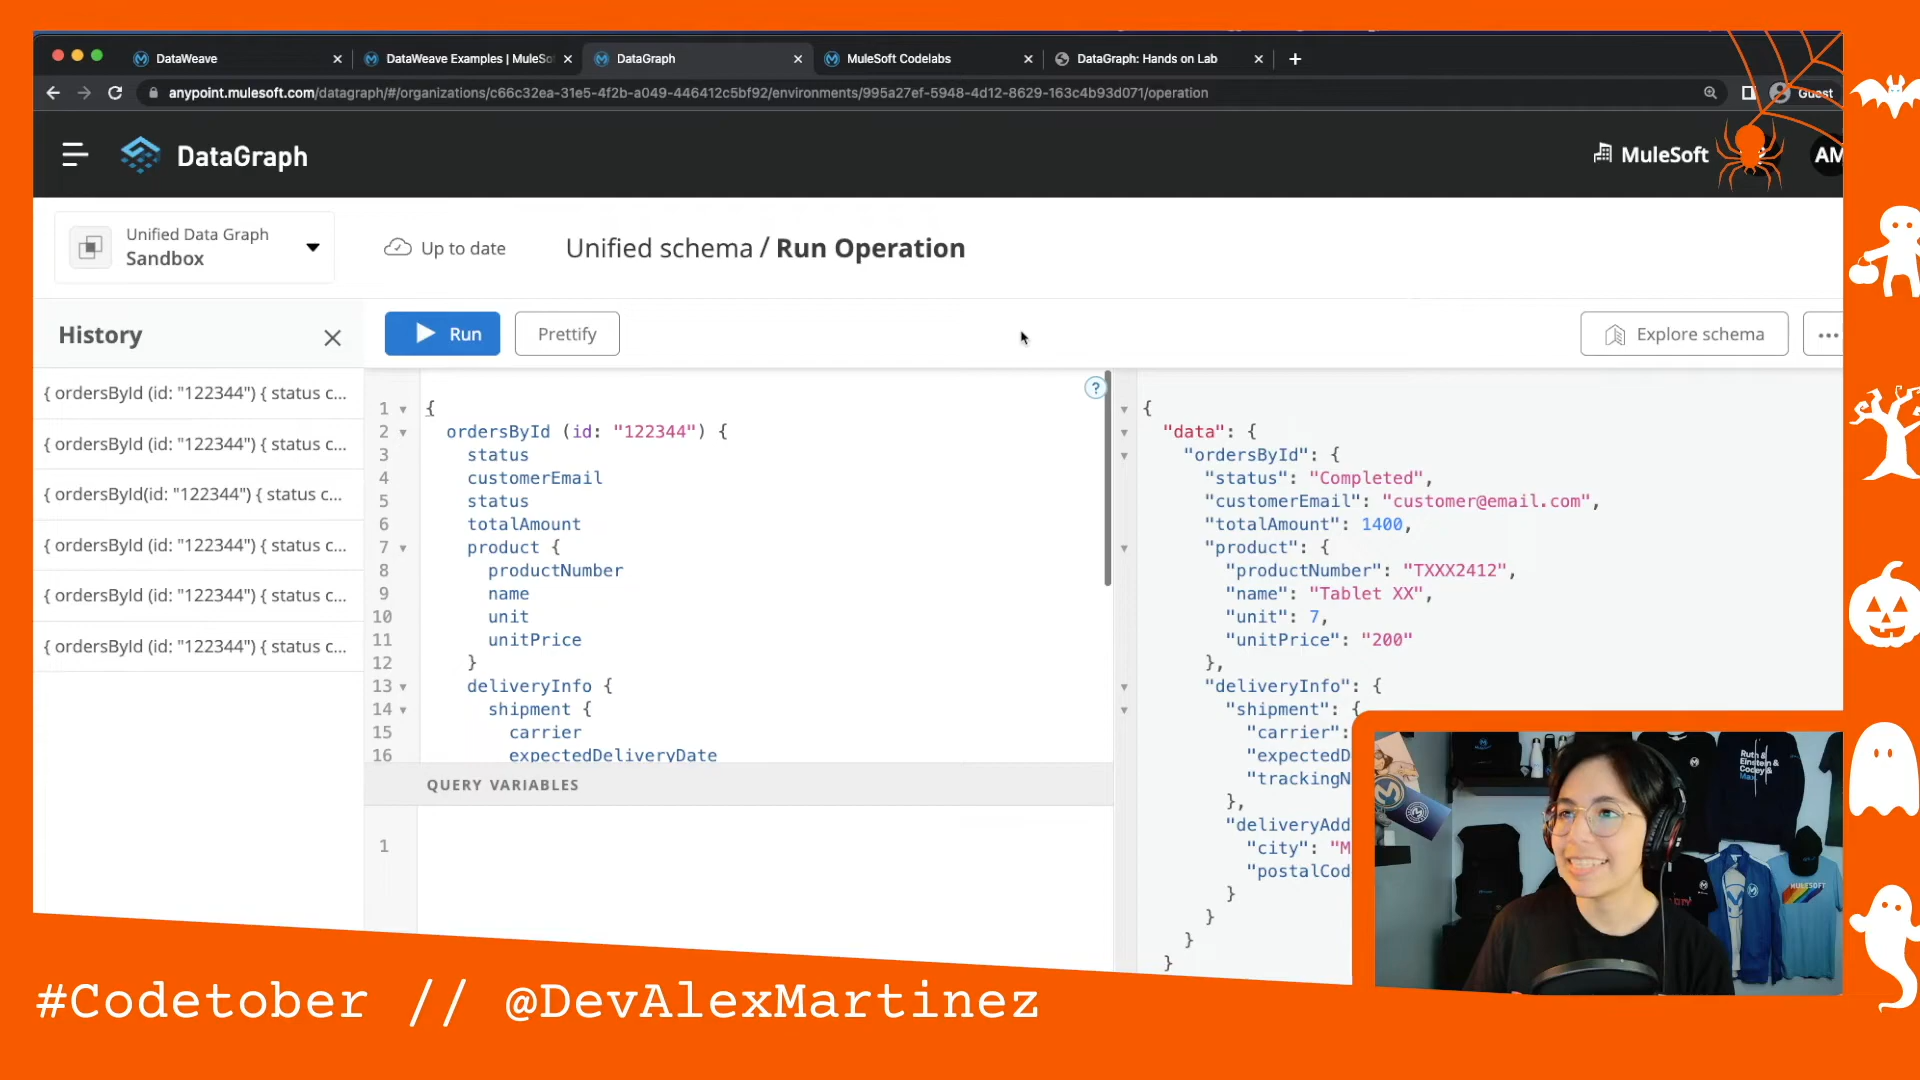 DataWeave
DataWeave Examples | MuleSo
DataGraph
MuleSoft Codelabs
DataGraph: Hands on Lab
anypoint.mulesoft.com/datagraph/#/organizations/c66c32ea-31e5-4f2b-a049-446412c5bf92/environments/995a27ef-5948-4d12-8629-163c4b93d071/operation
Guest
DataGraph
MuleSoft
AM
Unified Data Graph
Sandbox
Up to date
Unified schema / Run Operation
History
Run
Prettify
Explore schema
...
{ ordersById (id: "122344") { status c...
{ ordersById (id: "122344") { status c...
{ ordersById(id: "122344") { status c...
{ ordersById (id: "122344") { status c...
{ ordersById (id: "122344") { status c...
{ ordersById (id: "122344") { status c...
?
1 {
2 ordersById (id: "122344") {
3 status
4 customerEmail
5 status
6 totalAmount
7 product {
8 productNumber
9 name
10 unit
11 unitPrice
12 }
13 deliveryInfo {
14 shipment {
15 carrier
16 expectedDeliveryDate
QUERY VARIABLES
1
{
"data": {
"ordersById": {
"status": "Completed",
"customerEmail": "customer@email.com",
"totalAmount": 1400,
"product": {
"productNumber": "TXXX2412",
"name": "Tablet XX",
"unit": 7,
"unitPrice": "200"
},
"deliveryInfo": {
"shipment": {
"carrier":
"expectedD
"trackingN
},
"deliveryAdd
"city": "M
"postalCod
}
}
}
}
Ruth &
Einstein &
Codey &
Max.
MULESOFT
#Codetober // @DevAlexMartinez